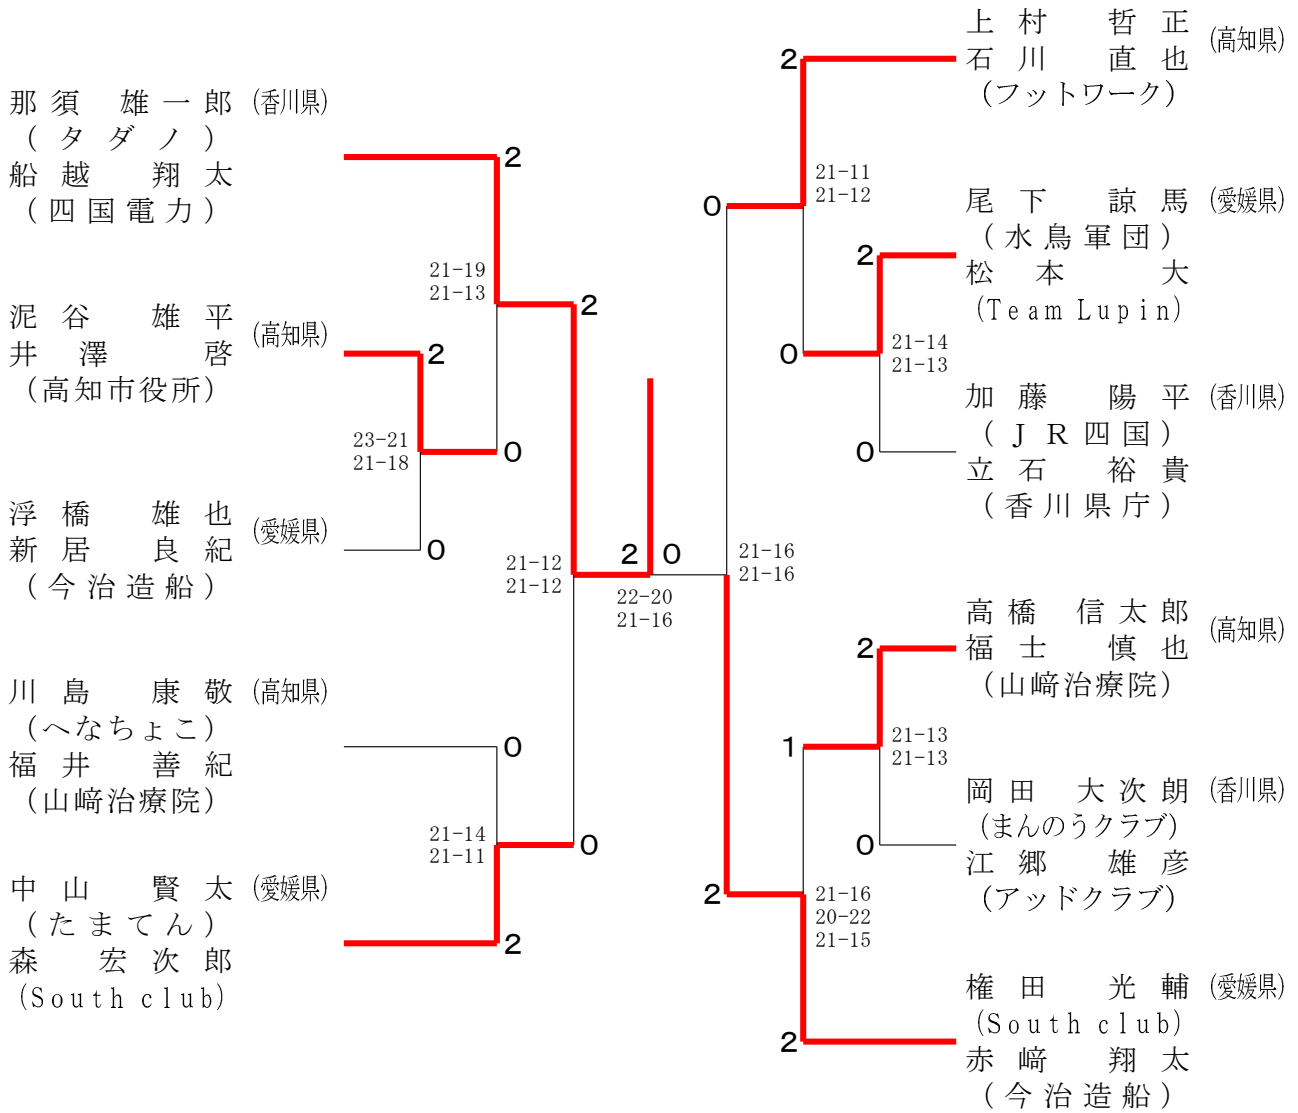 那須 雄一郎 (香川県)
(タダノ)
船越 翔太
(四国電力)
泥谷 雄平
井澤 啓
(高知県)
(高知市役所)
浮橋 雄也
新居 良紀
(愛媛県)
(今治造船)
川島 康敬 (高知県)
(へなちょこ)
福井 善紀
(山﨑治療院)
中山 賢太 (愛媛県)
(たまてん)
森 宏次郎
(South club)
2
21-19
21-13
2
2
23-21
21-18
0
0
21-12
21-12
0
21-14
21-11
0
2
2 0
22-20
21-16
2
21-11
21-12
0
2
0
21-14
21-13
0
21-16
21-16
2
1
21-13
21-13
0
2
21-16
20-22
21-15
2
上村 哲正
石川 直也
(高知県)
(フットワーク)
尾下 諒馬 (愛媛県)
(水鳥軍団)
松本 大
(Team Lupin)
加藤 陽平 (香川県)
(JR四国)
立石 裕貴
(香川県庁)
高橋 信太郎
福士 慎也
(高知県)
(山﨑治療院)
岡田 大次朗 (香川県)
(まんのうクラブ)
江郷 雄彦
(アッドクラブ)
権田 光輔 (愛媛県)
(South club)
赤﨑 翔太
(今治造船)